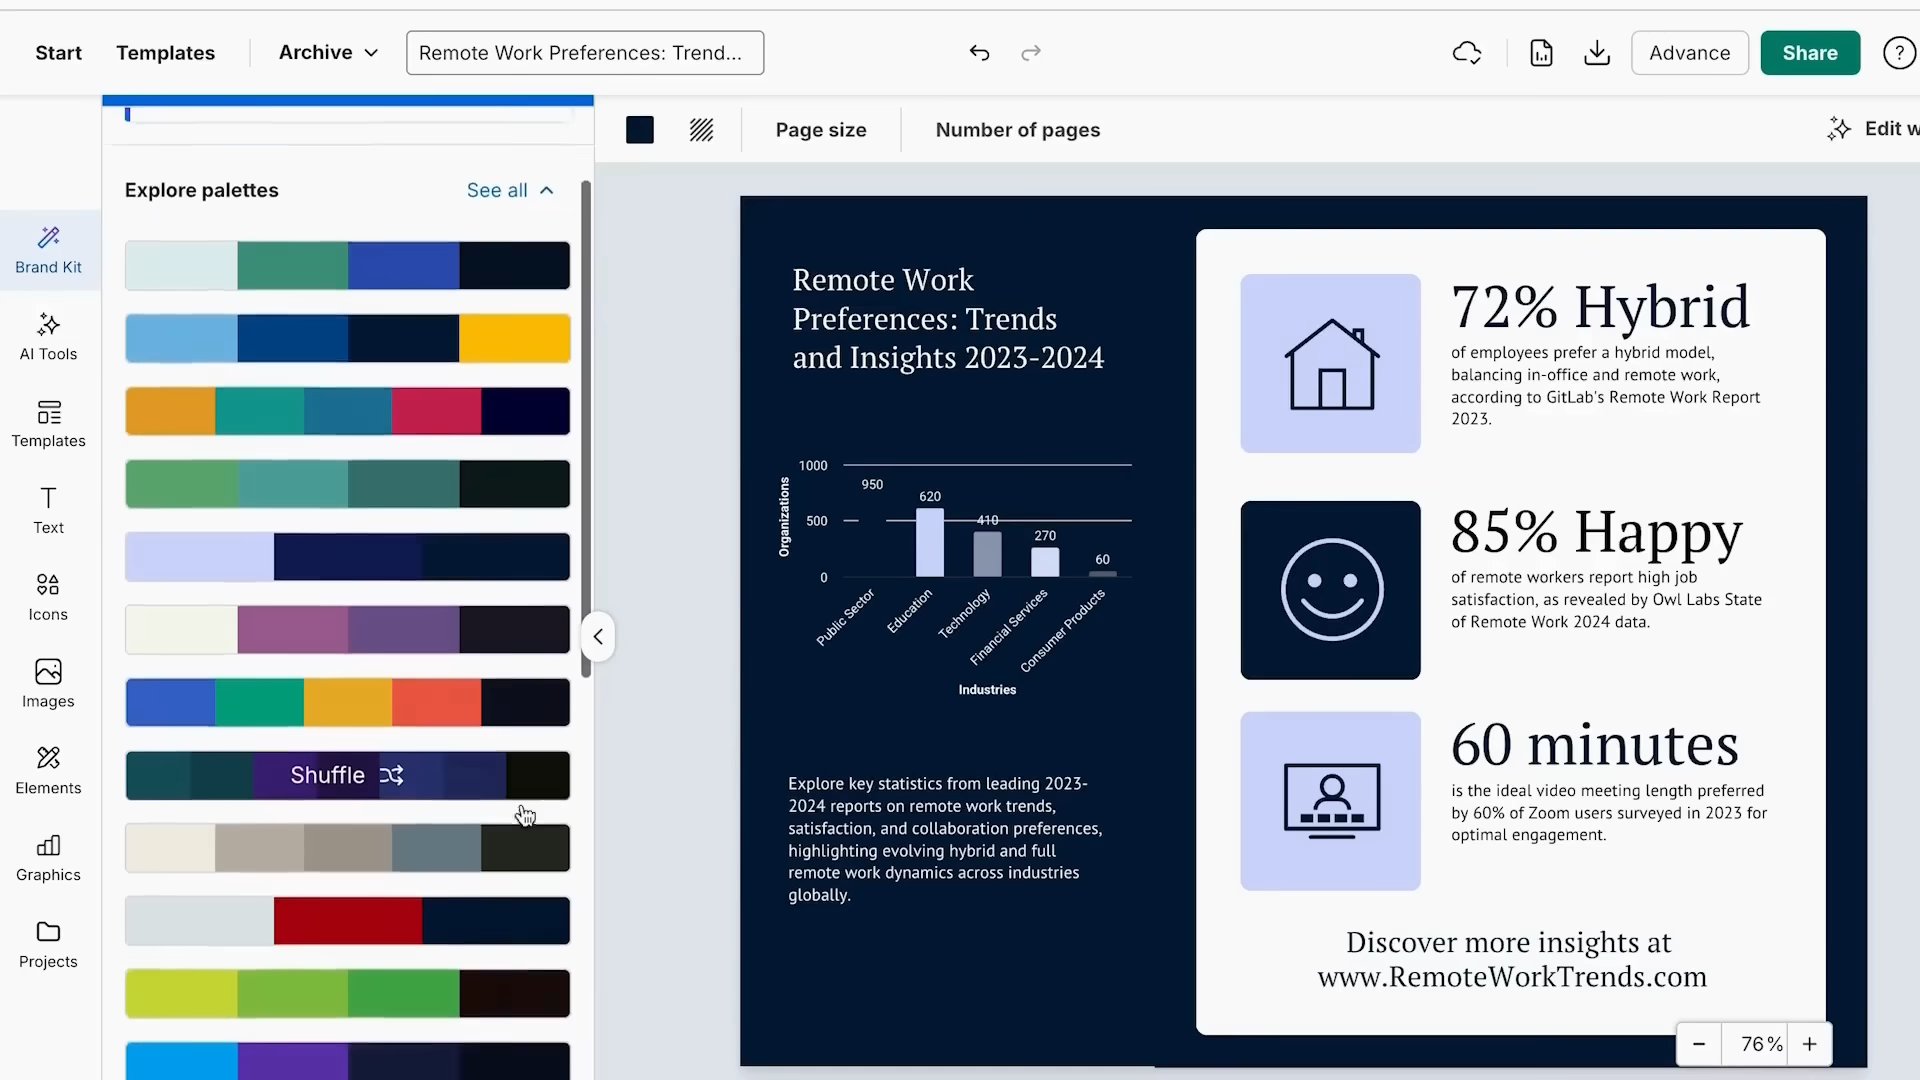 Start
Templates
Archive
Remote Work Preferences: Trend...
Advance
Share
?
Page size
Number of pages
Edit w
Explore palettes
See all
Brand Kit
AI Tools
Templates
Text
Icons
Images
Elements
Graphics
Projects
Shuffle
Remote Work
Preferences: Trends
and Insights 2023-2024
Organizations
1000
500
0
950
620
410
270
60
Public Sector
Education
Technology
Financial Services
Consumer Products
Industries
Explore key statistics from leading 2023-
2024 reports on remote work trends,
satisfaction, and collaboration preferences,
highlighting evolving hybrid and full
remote work dynamics across industries
globally.
72% Hybrid
of employees prefer a hybrid model,
balancing in-office and remote work,
according to GitLab's Remote Work Report
2023.
85% Happy
of remote workers report high job
satisfaction, as revealed by Owl Labs State
of Remote Work 2024 data.
60 minutes
is the ideal video meeting length preferred
by 60% of Zoom users surveyed in 2023 for
optimal engagement.
Discover more insights at
www.RemoteWorkTrends.com
76%